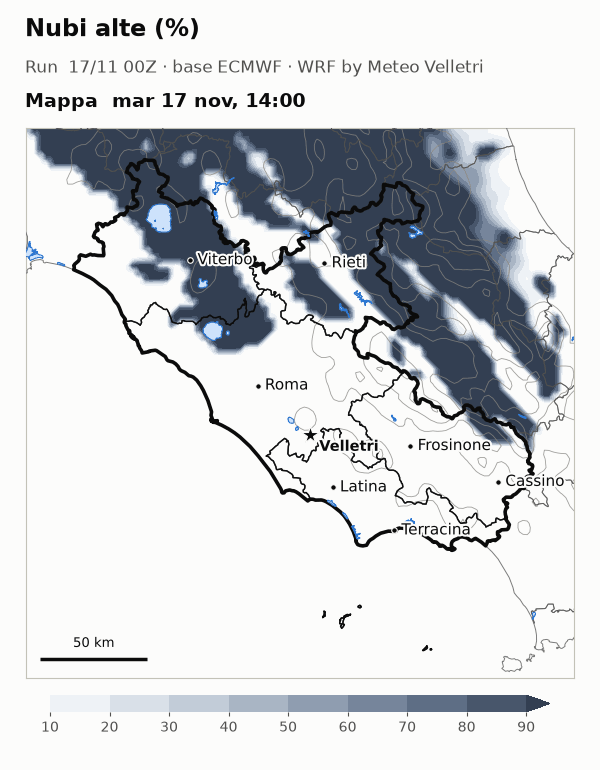 Nubi alte (%)
Run  17/11 00Z · base ECMWF · WRF by Meteo Velletri
Mappa  mar 17 nov, 14:00
Viterbo
Rieti
Roma
Velletri
Frosinone
Cassino
Latina
Terracina
50 km
10 20 30 40 50 60 70 80 90